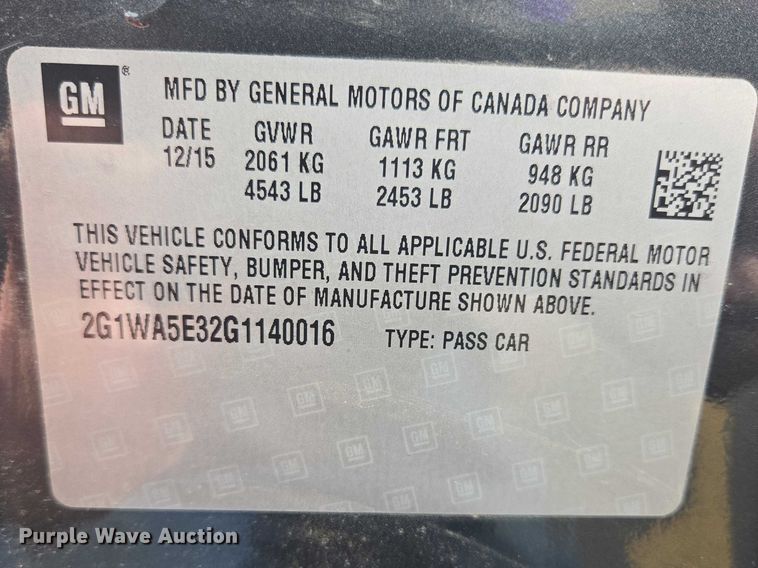 GM ®
MFD BY GENERAL MOTORS OF CANADA COMPANY
DATE GVWR GAWR FRT GAWR RR
12/15 2061 KG 1113 KG 948 KG
4543 LB 2453 LB 2090 LB
THIS VEHICLE CONFORMS TO ALL APPLICABLE U.S. FEDERAL MOTOR
VEHICLE SAFETY, BUMPER, AND THEFT PREVENTION STANDARDS IN
EFFECT ON THE DATE OF MANUFACTURE SHOWN ABOVE.
2G1WA5E32G1140016 TYPE: PASS CAR
Purple Wave Auction